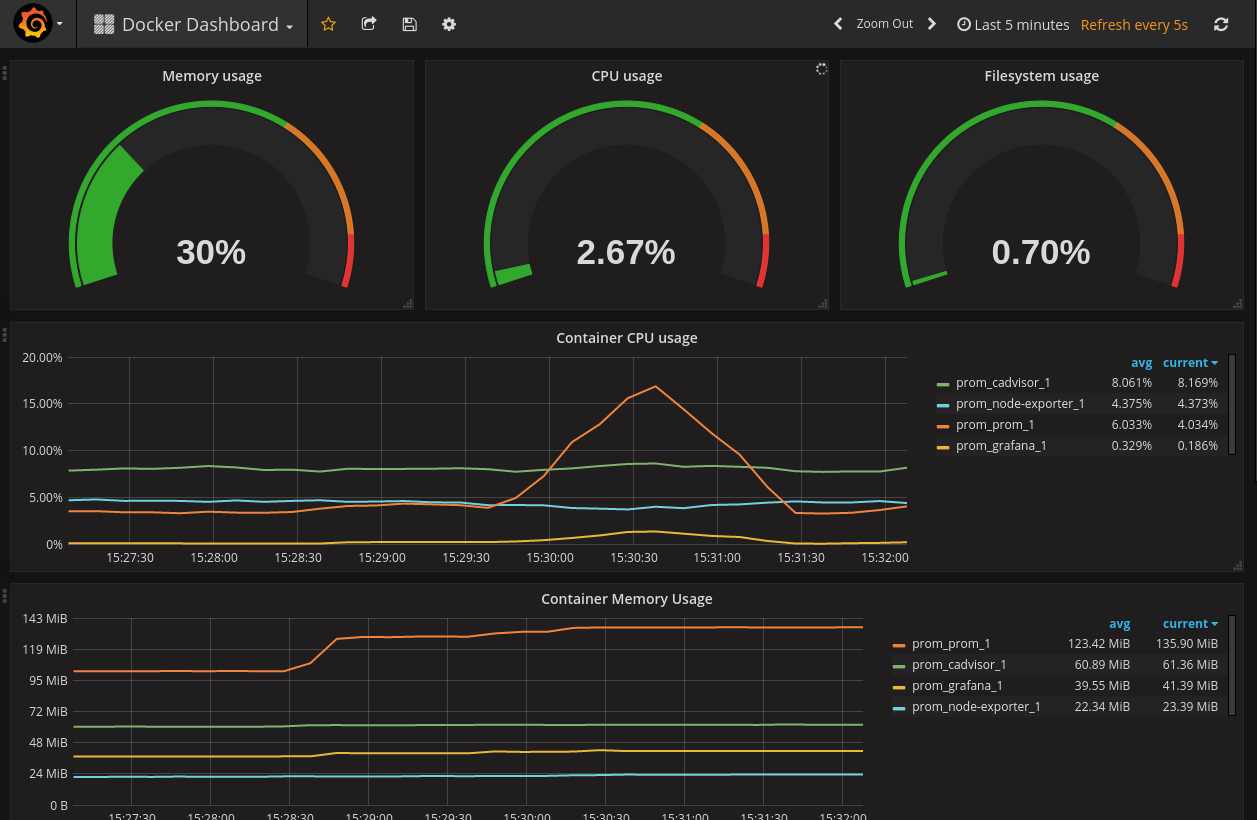 Docker Dashboard
Zoom Out
Last 5 minutes Refresh every 5s
Memory usage
30%
CPU usage
2.67%
Filesystem usage
0.70%
Container CPU usage
20.00%
15.00%
10.00%
5.00%
0%
15:27:30 15:28:00 15:28:30 15:29:00 15:29:30 15:30:00 15:30:30 15:31:00 15:31:30 15:32:00
avg current
prom_cadvisor_1 8.061% 8.169%
prom_node-exporter_1 4.375% 4.373%
prom_prom_1 6.033% 4.034%
prom_grafana_1 0.329% 0.186%
Container Memory Usage
143 MiB
119 MiB
95 MiB
72 MiB
48 MiB
24 MiB
0 B
15:27:30 15:28:00 15:28:30 15:29:00 15:29:30 15:30:00 15:30:30 15:31:00 15:31:30 15:32:00
avg current
prom_prom_1 123.42 MiB 135.90 MiB
prom_cadvisor_1 60.89 MiB 61.36 MiB
prom_grafana_1 39.55 MiB 41.39 MiB
prom_node-exporter_1 22.34 MiB 23.39 MiB